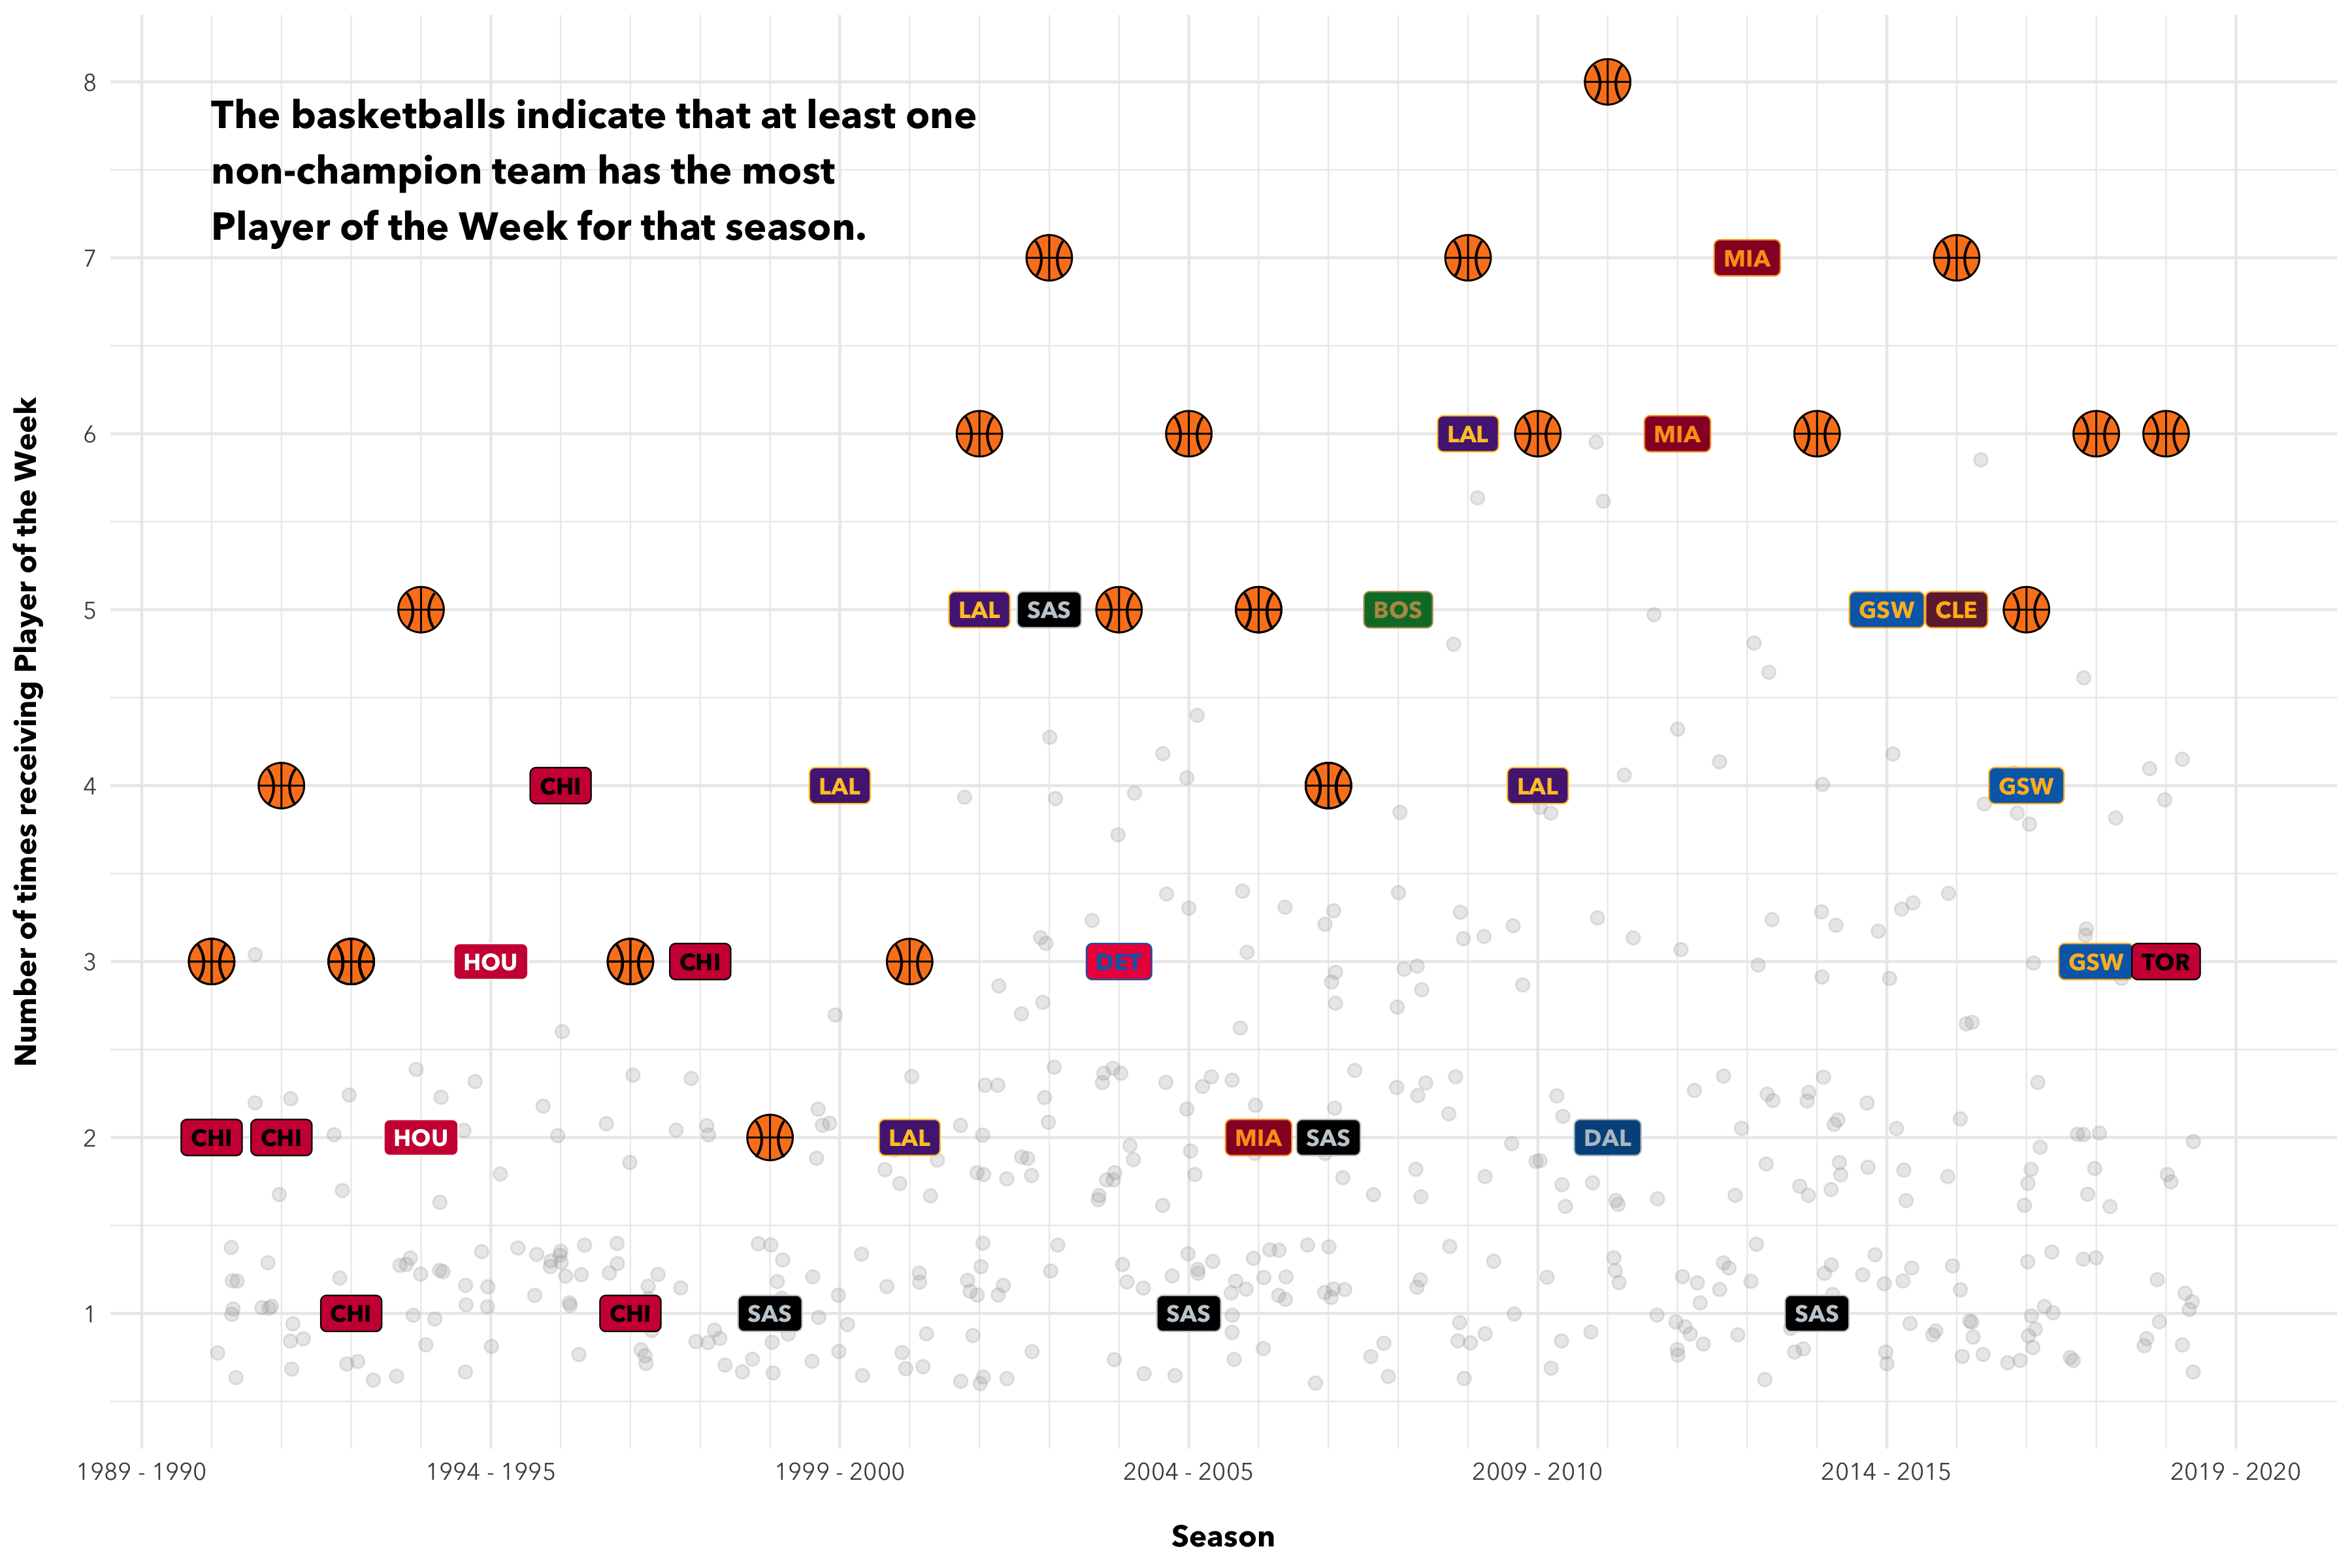 The basketballs indicate that at least one
non-champion team has the most
Player of the Week for that season.
Number of times receiving Player of the Week
8
7
MIA
6
LAL
MIA
5
LAL
SAS
BOS
GSW
CLE
4
CHI
LAL
LAL
GSW
3
HOU
CHI
DET
GSW
TOR
2
CHI
CHI
HOU
LAL
MIA
SAS
DAL
1
CHI
CHI
SAS
SAS
SAS
1989 - 1990
1994 - 1995
1999 - 2000
2004 - 2005
2009 - 2010
2014 - 2015
2019 - 2020
Season